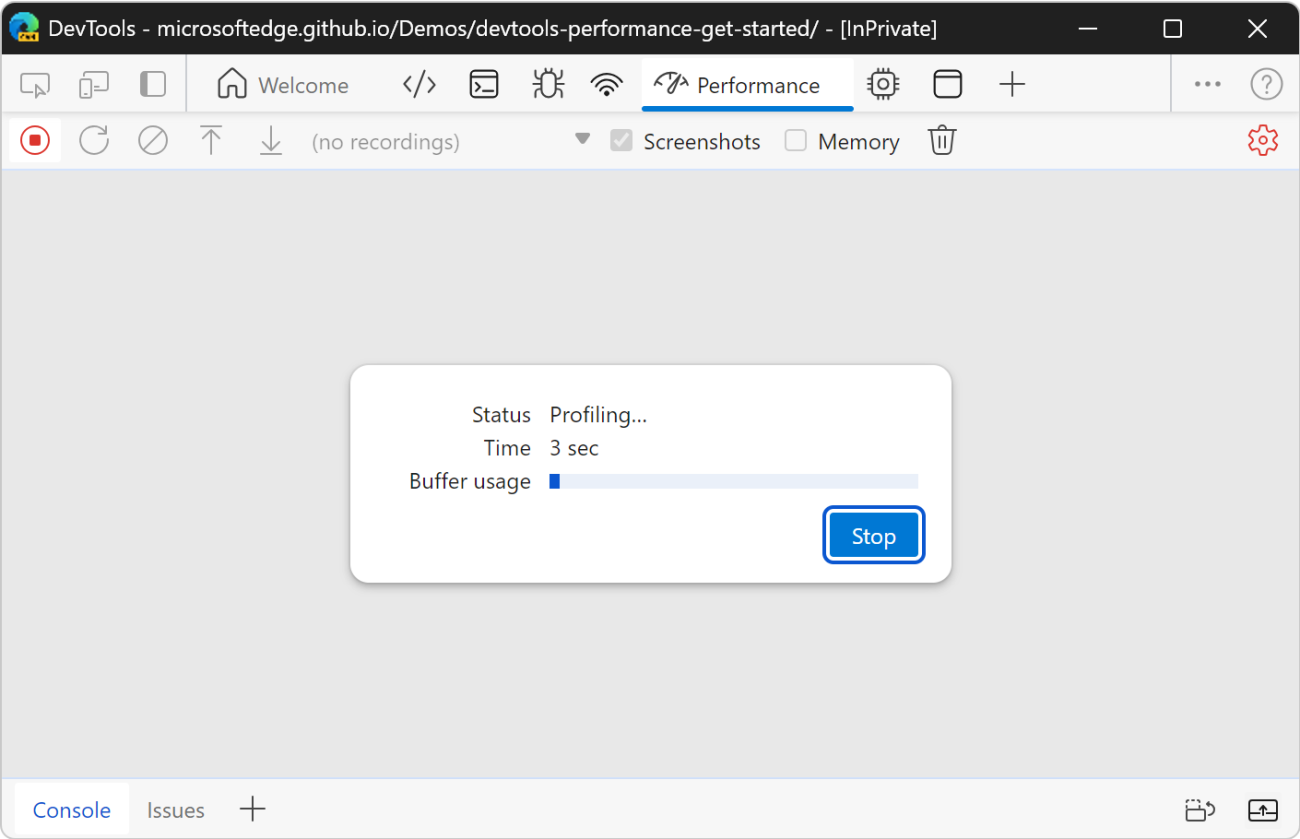 DevTools - microsoftedge.github.io/Demos/devtools-performance-get-started/ - [InPrivate]
Welcome Performance
(no recordings) Screenshots Memory
Status Profiling...
Time 3 sec
Buffer usage
Stop
Console Issues